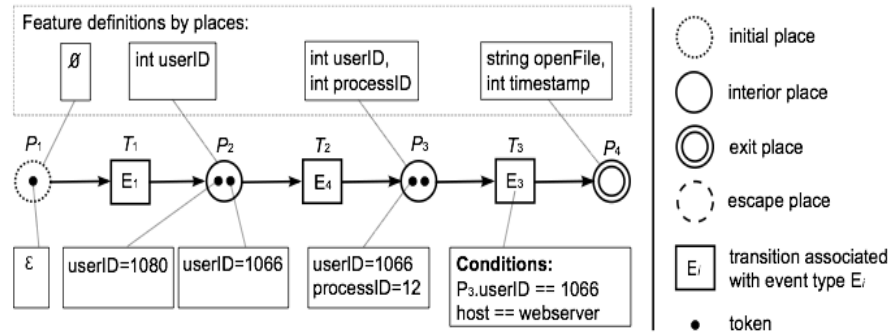 Feature definitions by places:
Ø
int userID
int userID,
int processID
string openFile,
int timestamp
P1
T1
P2
T2
P3
T3
P4
E1
E4
E3
ε
userID=1080
userID=1066
userID=1066
processID=12
Conditions:
P3.userID == 1066
host == webserver
initial place
interior place
exit place
escape place
Ei
transition associated
with event type Ei
token